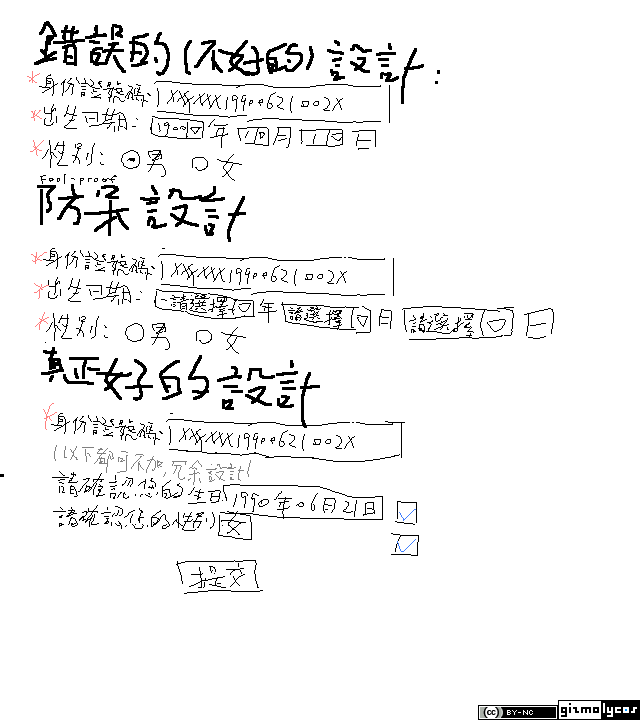 錯誤的(不好的)設計:
*身份證號碼: XXXXXX19900621002X
*出生日期: 1900 年 1 月 1 日
*性別: 男 女
Fool-proof
防呆設計
*身份證號碼: XXXXXX19900621002X
*出生日期: -請選擇 年 請選擇 月 請選擇 日
*性別: 男 女
真正好的設計
*身份證號碼: XXXXXX19900621002X
(以下都可不加,冗余設計)
請確認您的生日 1990年06月21日
請確認您的性別 女
提交
cc BY-NC gizmolycos